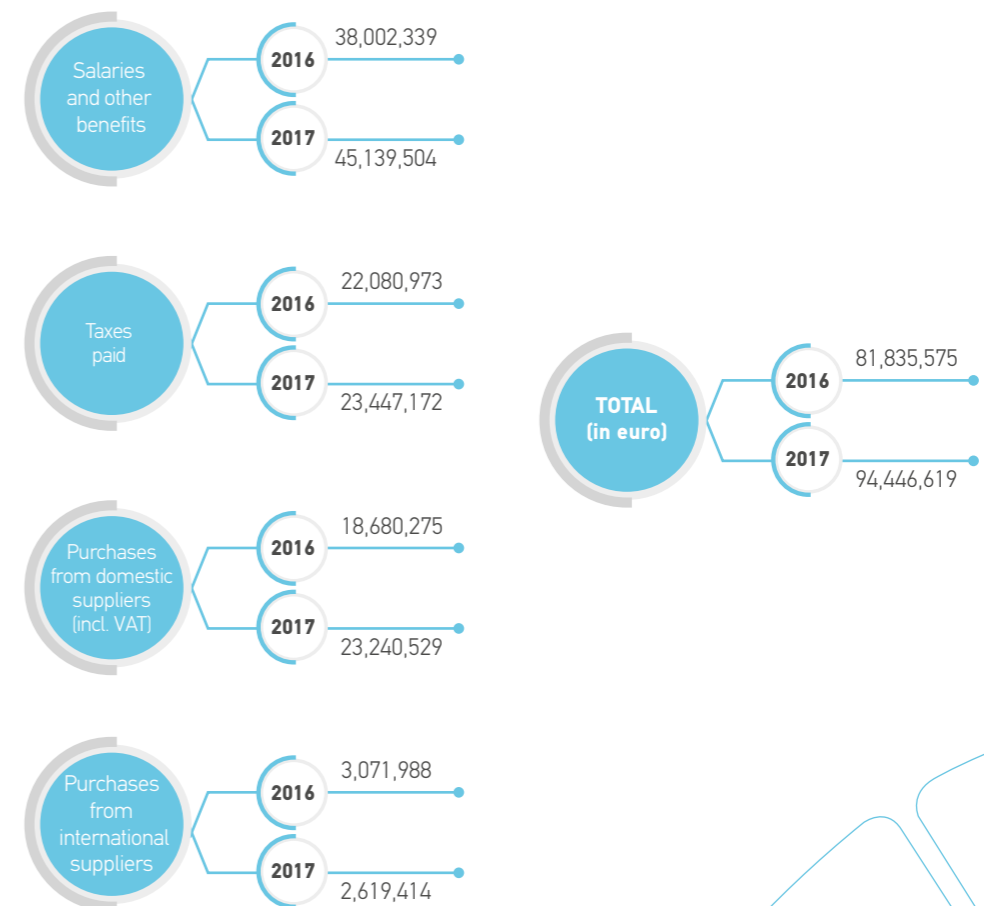 Salaries
and other
benefits
2016
38,002,339
2017
45,139,504
Taxes
paid
2016
22,080,973
2017
23,447,172
Purchases
from domestic
suppliers
(incl. VAT)
2016
18,680,275
2017
23,240,529
Purchases
from
international
suppliers
2016
3,071,988
2017
2,619,414
TOTAL
(in euro)
2016
81,835,575
2017
94,446,619